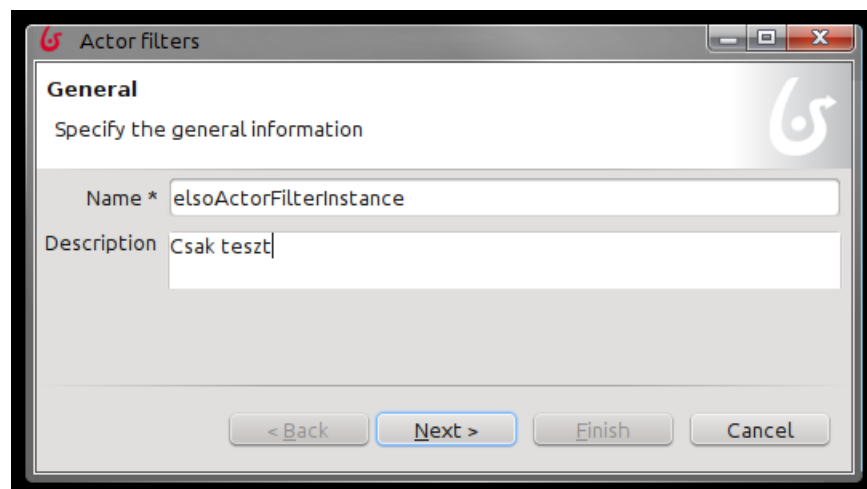 Actor filters
General
Specify the general information
Name * elsoActorFilterInstance
Description Csak teszt
< Back Next > Finish Cancel